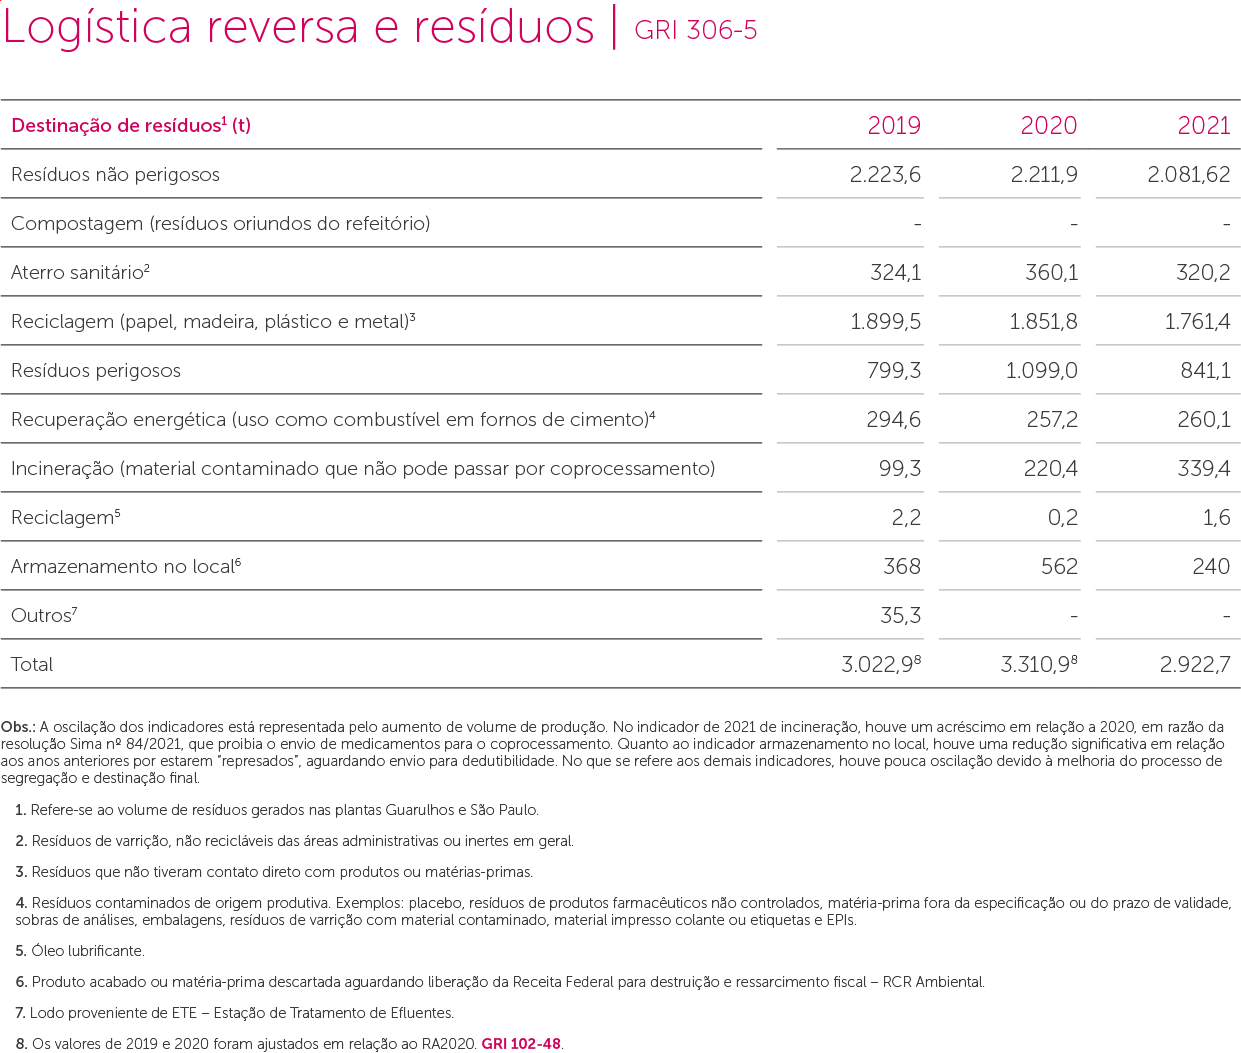 Logística reversa e resíduos | GRI 306-5
Destinação de resíduos¹ (t) 2019 2020 2021
Resíduos não perigosos 2.223,6 2.211,9 2.081,62
Compostagem (resíduos oriundos do refeitório) - - -
Aterro sanitário² 324,1 360,1 320,2
Reciclagem (papel, madeira, plástico e metal)³ 1.899,5 1.851,8 1.761,4
Resíduos perigosos 799,3 1.099,0 841,1
Recuperação energética (uso como combustível em fornos de cimento)⁴ 294,6 257,2 260,1
Incineração (material contaminado que não pode passar por coprocessamento) 99,3 220,4 339,4
Reciclagem⁵ 2,2 0,2 1,6
Armazenamento no local⁶ 368 562 240
Outros⁷ 35,3 - -
Total 3.022,9⁸ 3.310,9⁸ 2.922,7
Obs.: A oscilação dos indicadores está representada pelo aumento de volume de produção. No indicador de 2021 de incineração, houve um acréscimo em relação a 2020, em razão da
resolução Sima nº 84/2021, que proibia o envio de medicamentos para o coprocessamento. Quanto ao indicador armazenamento no local, houve uma redução significativa em relação
aos anos anteriores por estarem “represados”, aguardando envio para dedutibilidade. No que se refere aos demais indicadores, houve pouca oscilação devido à melhoria do processo de
segregação e destinação final.
1. Refere-se ao volume de resíduos gerados nas plantas Guarulhos e São Paulo.
2. Resíduos de varrição, não recicláveis das áreas administrativas ou inertes em geral.
3. Resíduos que não tiveram contato direto com produtos ou matérias-primas.
4. Resíduos contaminados de origem produtiva. Exemplos: placebo, resíduos de produtos farmacêuticos não controlados, matéria-prima fora da especificação ou do prazo de validade,
sobras de análises, embalagens, resíduos de varrição com material contaminado, material impresso colante ou etiquetas e EPIs.
5. Óleo lubrificante.
6. Produto acabado ou matéria-prima descartada aguardando liberação da Receita Federal para destruição e ressarcimento fiscal – RCR Ambiental.
7. Lodo proveniente de ETE – Estação de Tratamento de Efluentes.
8. Os valores de 2019 e 2020 foram ajustados em relação ao RA2020. GRI 102-48.